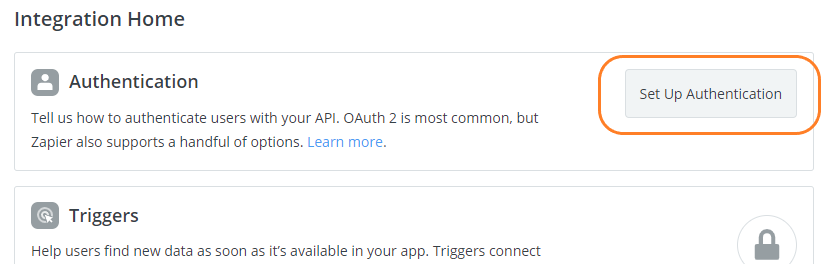 Integration Home
Authentication
Set Up Authentication
Tell us how to authenticate users with your API. OAuth 2 is most common, but
Zapier also supports a handful of options. Learn more.
Triggers
Help users find new data as soon as it’s available in your app. Triggers connect